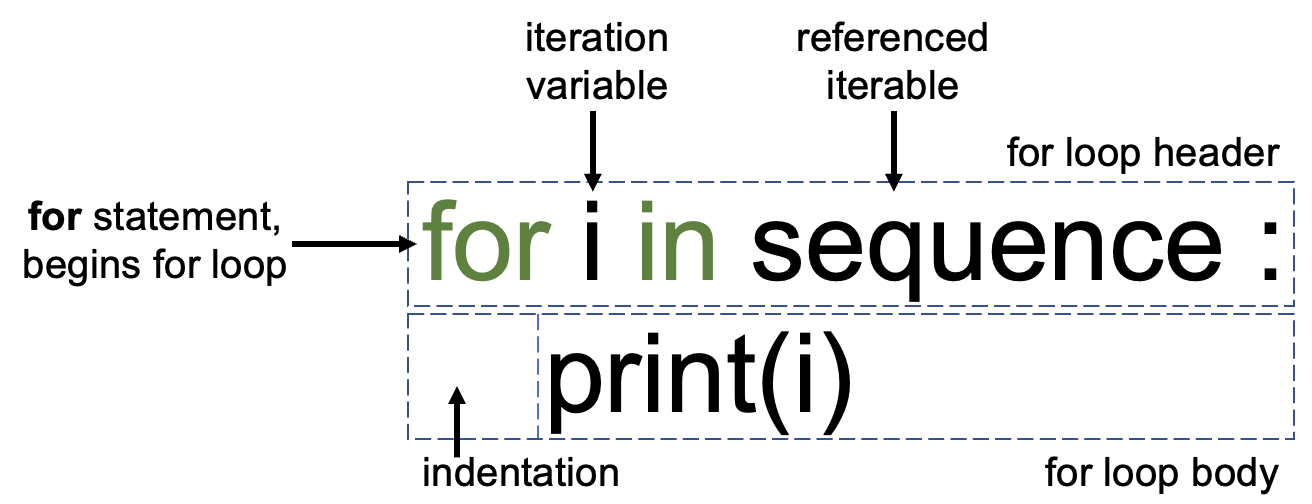 iteration
variable
referenced
iterable
for loop header
for statement,
begins for loop
for i in sequence :
print(i)
indentation
for loop body